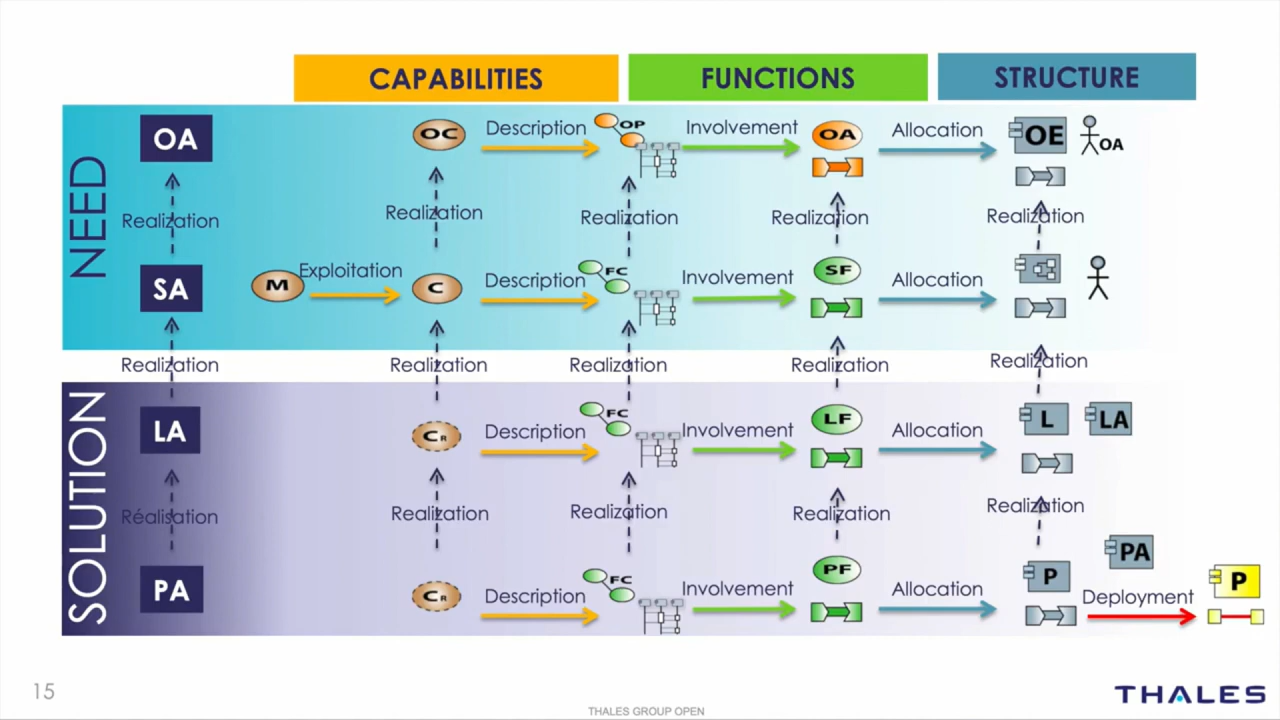 CAPABILITIES
FUNCTIONS
STRUCTURE
NEED
OA
OC
Description
OP
Involvement
OA
Allocation
OE
OA
Realization
Realization
Realization
Realization
Realization
SA
M
Exploitation
C
Description
FC
Involvement
SF
Allocation
Realization
Realization
Realization
Realization
Realization
SOLUTION
LA
CR
Description
FC
Involvement
LF
Allocation
L
LA
Réalisation
Realization
Realization
Realization
Realization
PA
CR
Description
FC
Involvement
PF
Allocation
P
PA
Deployment
P
15
THALES GROUP OPEN
THALES